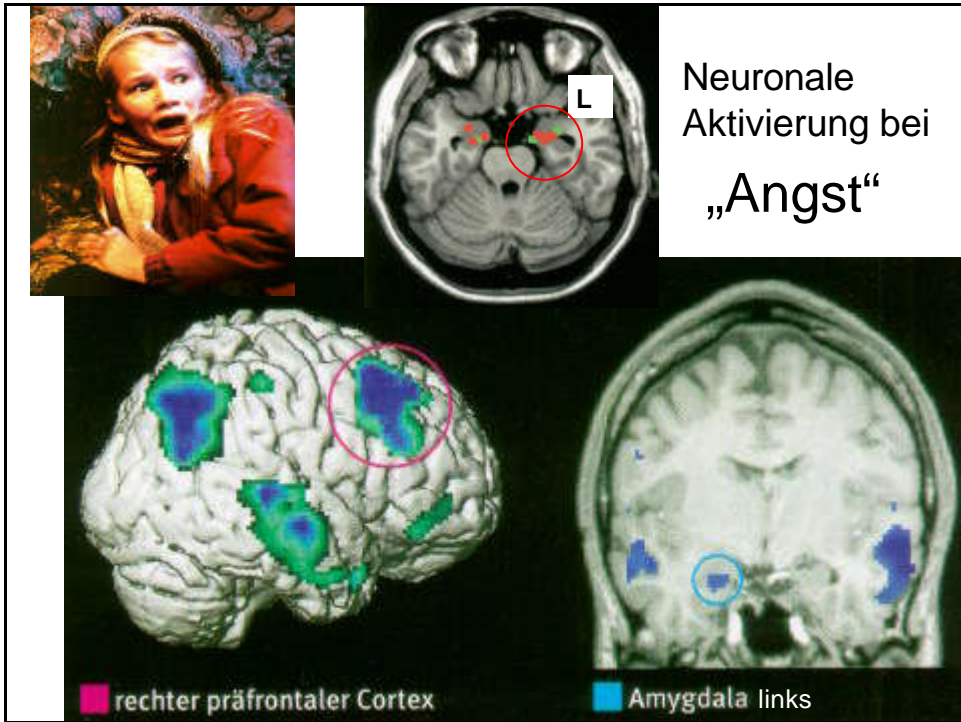 L
Neuronale
Aktivierung bei
„Angst“
rechter präfrontaler Cortex
Amygdala links